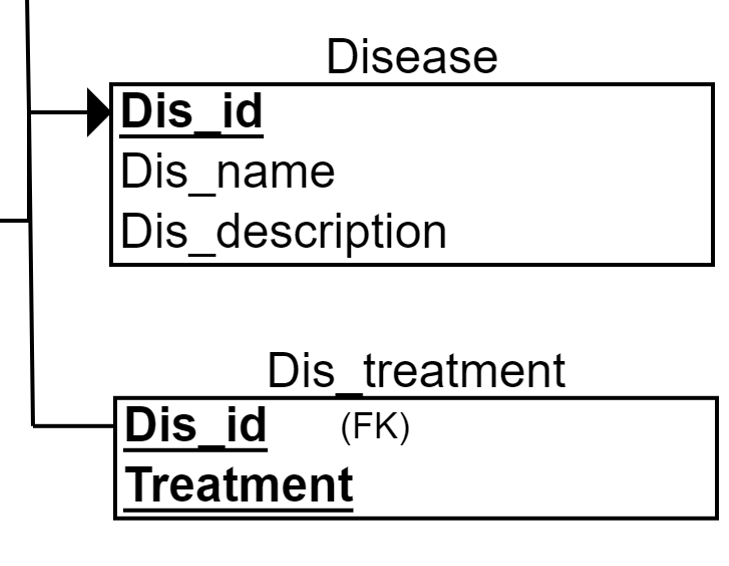 Disease
Dis_id
Dis_name
Dis_description
Dis_treatment
Dis_id (FK)
Treatment